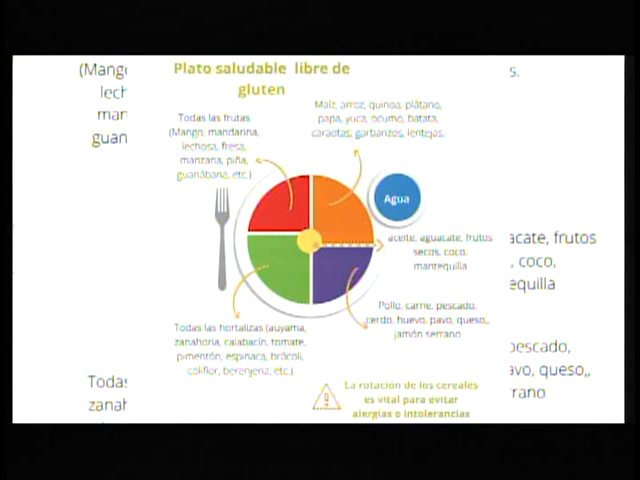 Plato saludable libre de
gluten
Todas las frutas
(Mango, mandarina,
lechosa, fresa,
manzana, piña,
guanábana, etc.)
Maíz, arroz, quinoa, plátano,
papa, yuca, ocumo, batata,
caraotas, garbanzos, lentejas.
Agua
aceite, aguacate, frutos
secos, coco,
mantequilla
Pollo, carne, pescado,
cerdo, huevo, pavo, queso,,
jamón serrano
Todas las hortalizas (auyama,
zanahoria, calabacín, tomate,
pimentón, espinaca, brócoli,
coliflor, berenjena, etc.)
La rotación de los cereales
es vital para evitar
alergias o intolerancias
(Mango
lech
man
guan
s.
acate, frutos
, coco,
equilla
pescado,
avo, queso,,
rrano
Todas
zanah